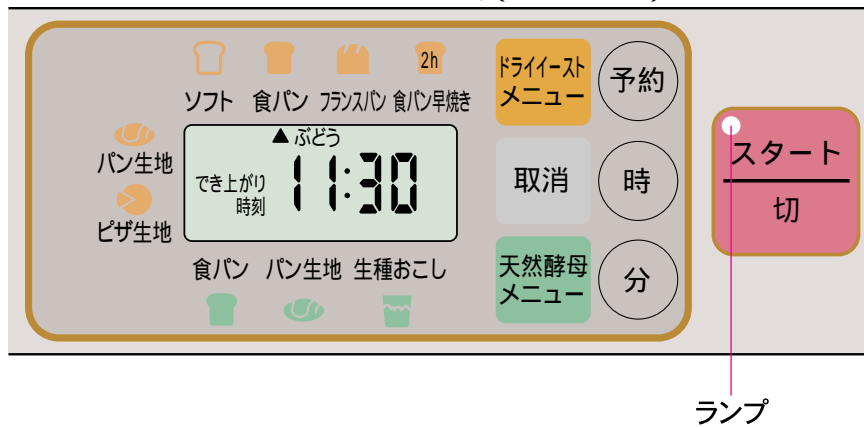 2h
ソフト 食パン フランスパン 食パン早焼き
ドライイースト
メニュー
予約
パン生地
ピザ生地
▲ぶどう
でき上がり
時刻
11:30
取消
時
スタート
切
食パン パン生地 生種おこし
天然酵母
メニュー
分
ランプ